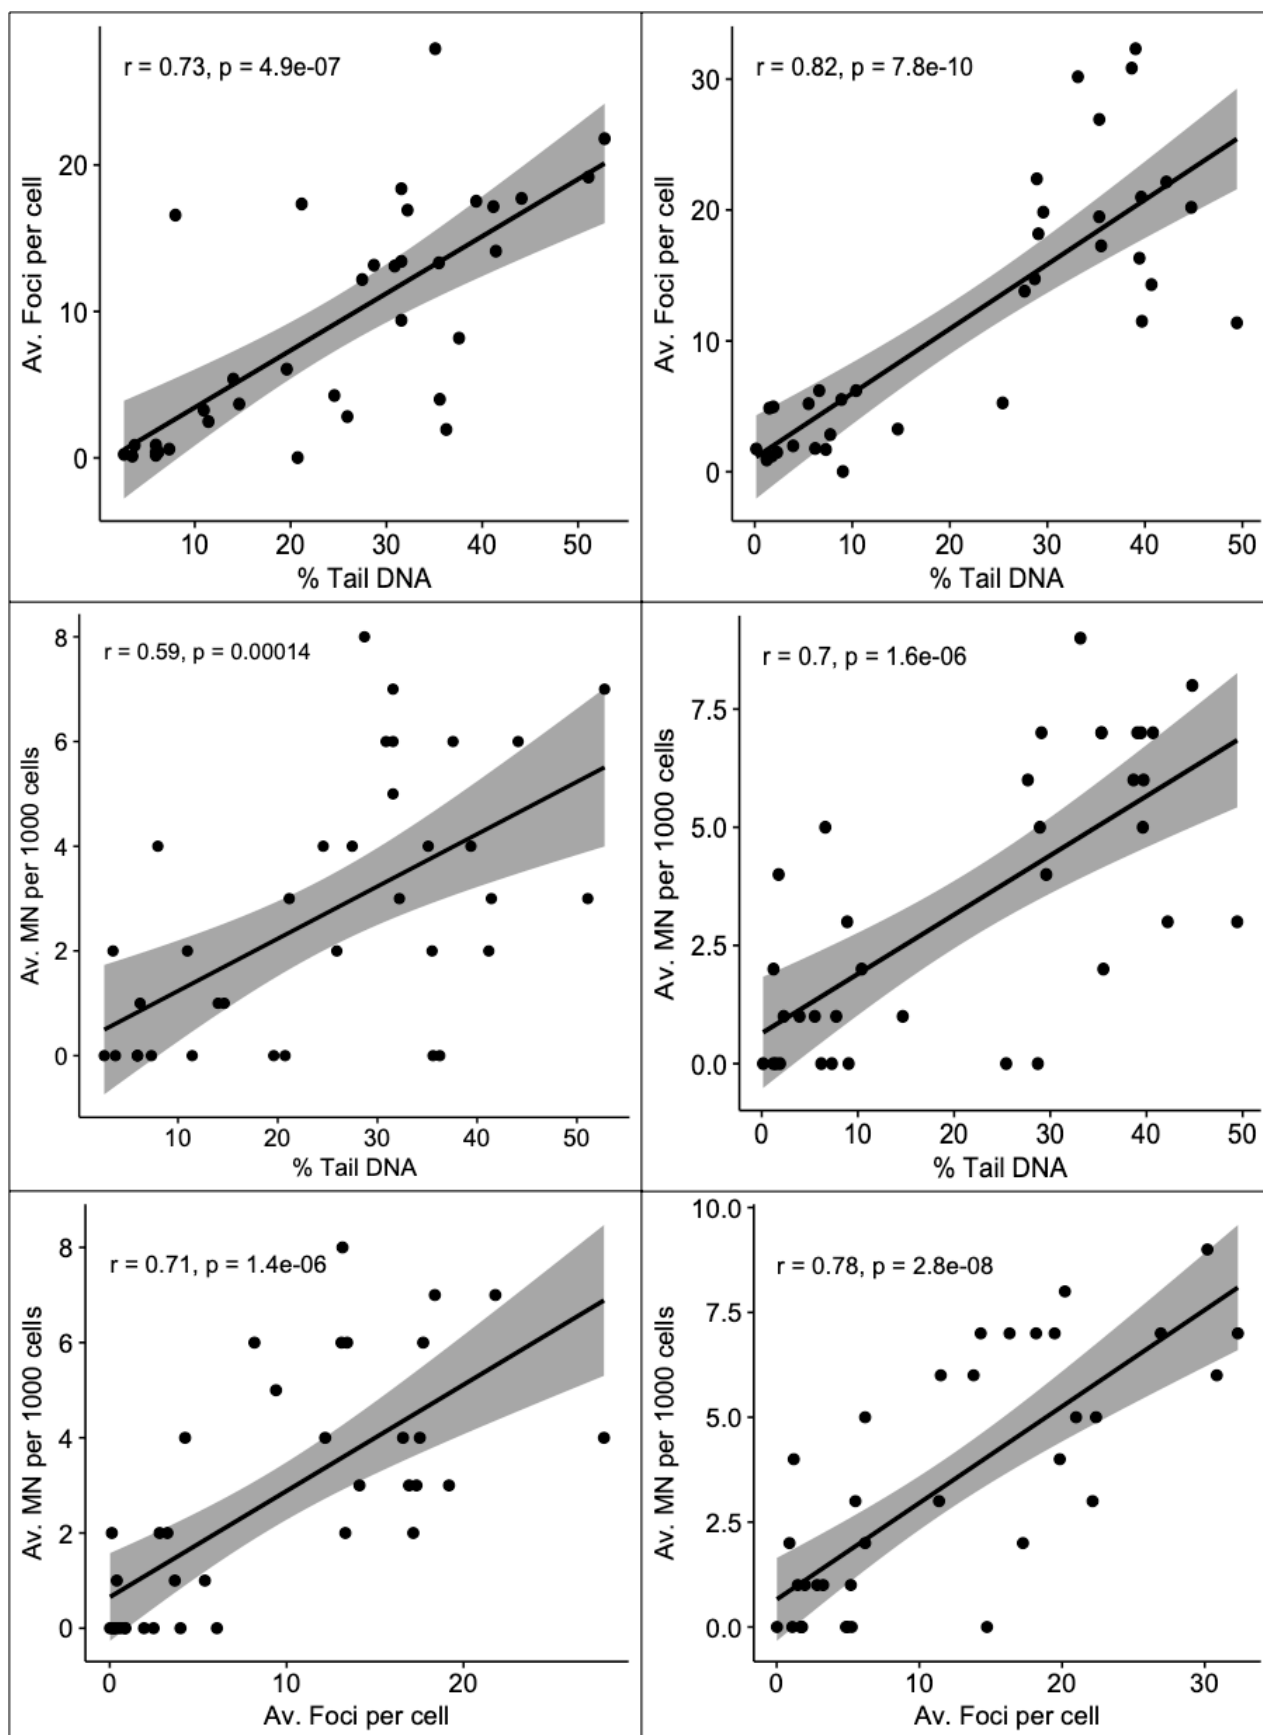 r = 0.73, p = 4.9e-07
Av. Foci per cell
20
10
0
10 20 30 40 50
% Tail DNA
r = 0.82, p = 7.8e-10
Av. Foci per cell
30
20
10
0
0 10 20 30 40 50
% Tail DNA
r = 0.59, p = 0.00014
Av. MN per 1000 cells
8
6
4
2
0
10 20 30 40 50
% Tail DNA
r = 0.7, p = 1.6e-06
Av. MN per 1000 cells
7.5
5.0
2.5
0.0
0 10 20 30 40 50
% Tail DNA
r = 0.71, p = 1.4e-06
Av. MN per 1000 cells
8
6
4
2
0
0 10 20
Av. Foci per cell
r = 0.78, p = 2.8e-08
Av. MN per 1000 cells
10.0
7.5
5.0
2.5
0.0
0 10 20 30
Av. Foci per cell